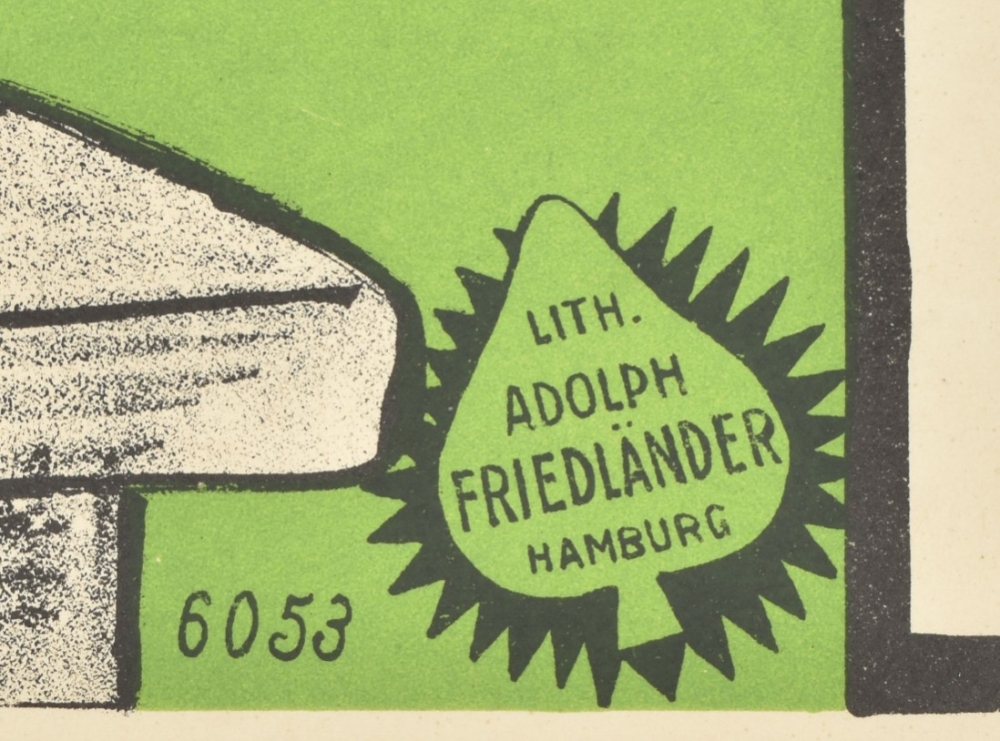 LITH.
ADOLPH
FRIEDLÄNDER
HAMBURG
6053